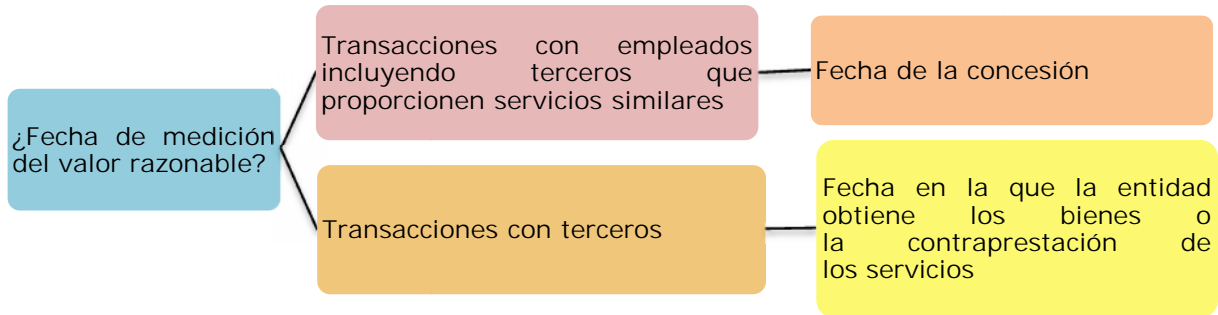 ¿Fecha de medición
del valor razonable?
Transacciones con empleados
incluyendo terceros que
proporcionen servicios similares
Fecha de la concesión
Transacciones con terceros
Fecha en la que la entidad
obtiene los bienes o
la contraprestación de
los servicios